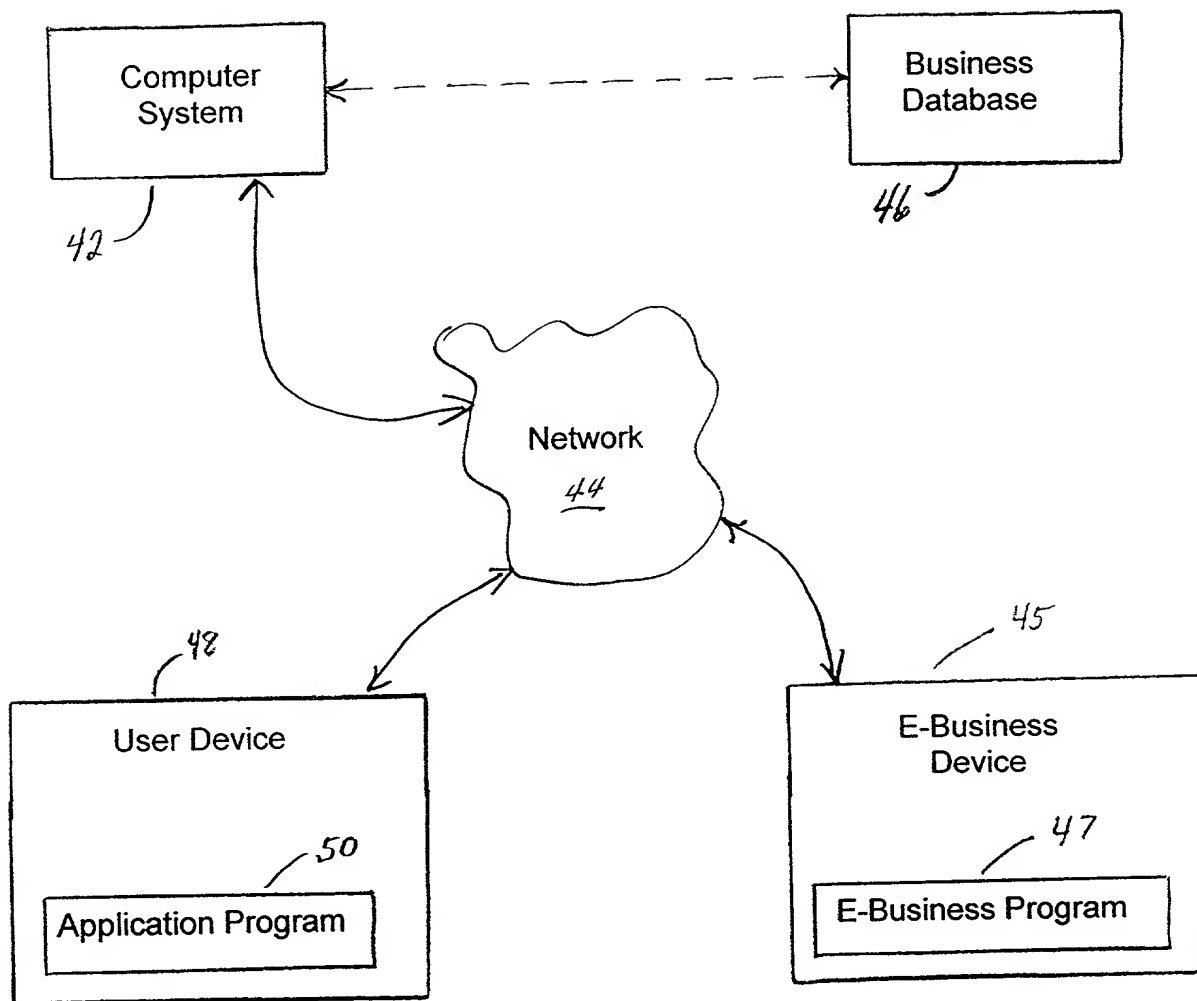 Computer
System
Business
Database
42
46
Network
44
48
45
User Device
E-Business
Device
50
47
Application Program
E-Business Program